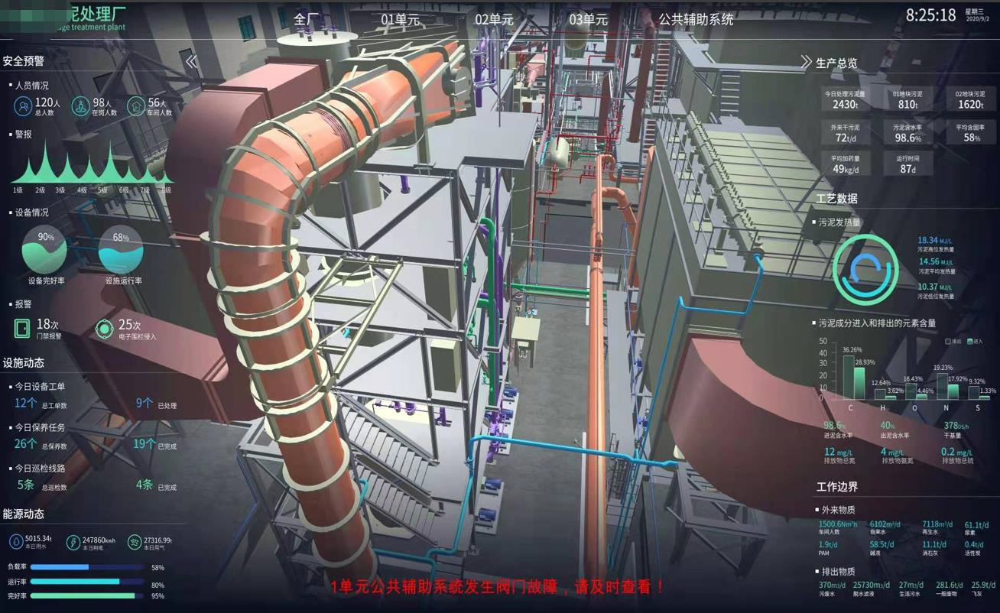 泥处理厂
ge treatment plant
全厂
01单元
02单元
03单元
公共辅助系统
8:25:18
星期三
2020/9/2
安全预警
人员情况
120人
总人数
98人
在岗人数
56人
车间人数
警报
1级 2级 3级 4级 5级 6级 7级 8级
设备情况
90%
设备完好率
68%
设施运行率
报警
18次
门禁报警
25次
电子围栏侵入
设施动态
今日设备工单
12个 总工单数
9个 已处理
今日保养任务
26个 总保养数
19个 已完成
今日巡检线路
5条 总巡检数
4条 已完成
能源动态
5015.34t
本日用水
247860kwh
本日用电
27316.99t
本日用气
负载率 58%
运行率 80%
完好率 95%
1单元公共辅助系统发生阀门故障，请及时查看！
生产总览
今日处理污泥量
2430t
01地块污泥
810t
02地块污泥
1620t
外来干污泥
72t/d
污泥含水率
98.6%
平均含固率
58%
平均加药量
49kg/d
运行时间
87d
工艺数据
污泥发热量
18.34 MJ/L
污泥高位发热量
14.56 MJ/L
污泥平均发热量
10.37 MJ/L
污泥低位发热量
污泥成分进入和排出的元素含量
排出 进入
50
40
30
20
10
0
36.26%
28.93%
12.64%
3.62%
16.43%
4.46%
19.23%
17.92%
9.32%
1.33%
C H O N S
98.6%
进泥含水率
40%
出泥含水率
378DS/h
干基量
12 mg/L
排放物总氮
4 mg/L
排放物氨氮
0.2 mg/L
排放物总硫
工作边界
外来物质
1500.6Nm³h
车间人数
6102m³/d
自来水
7118m³/d
再生水
61.1t/d
尿素
1.9t/d
PAM
58.5t/d
碱液
11.1t/d
消石灰
0.4t/d
活性炭
排出物质
370m3/d
污废水
25730m3/d
脱水滤液
27m3/d
生活污水
281.6t/d
一般废物
25.9t/d
飞灰